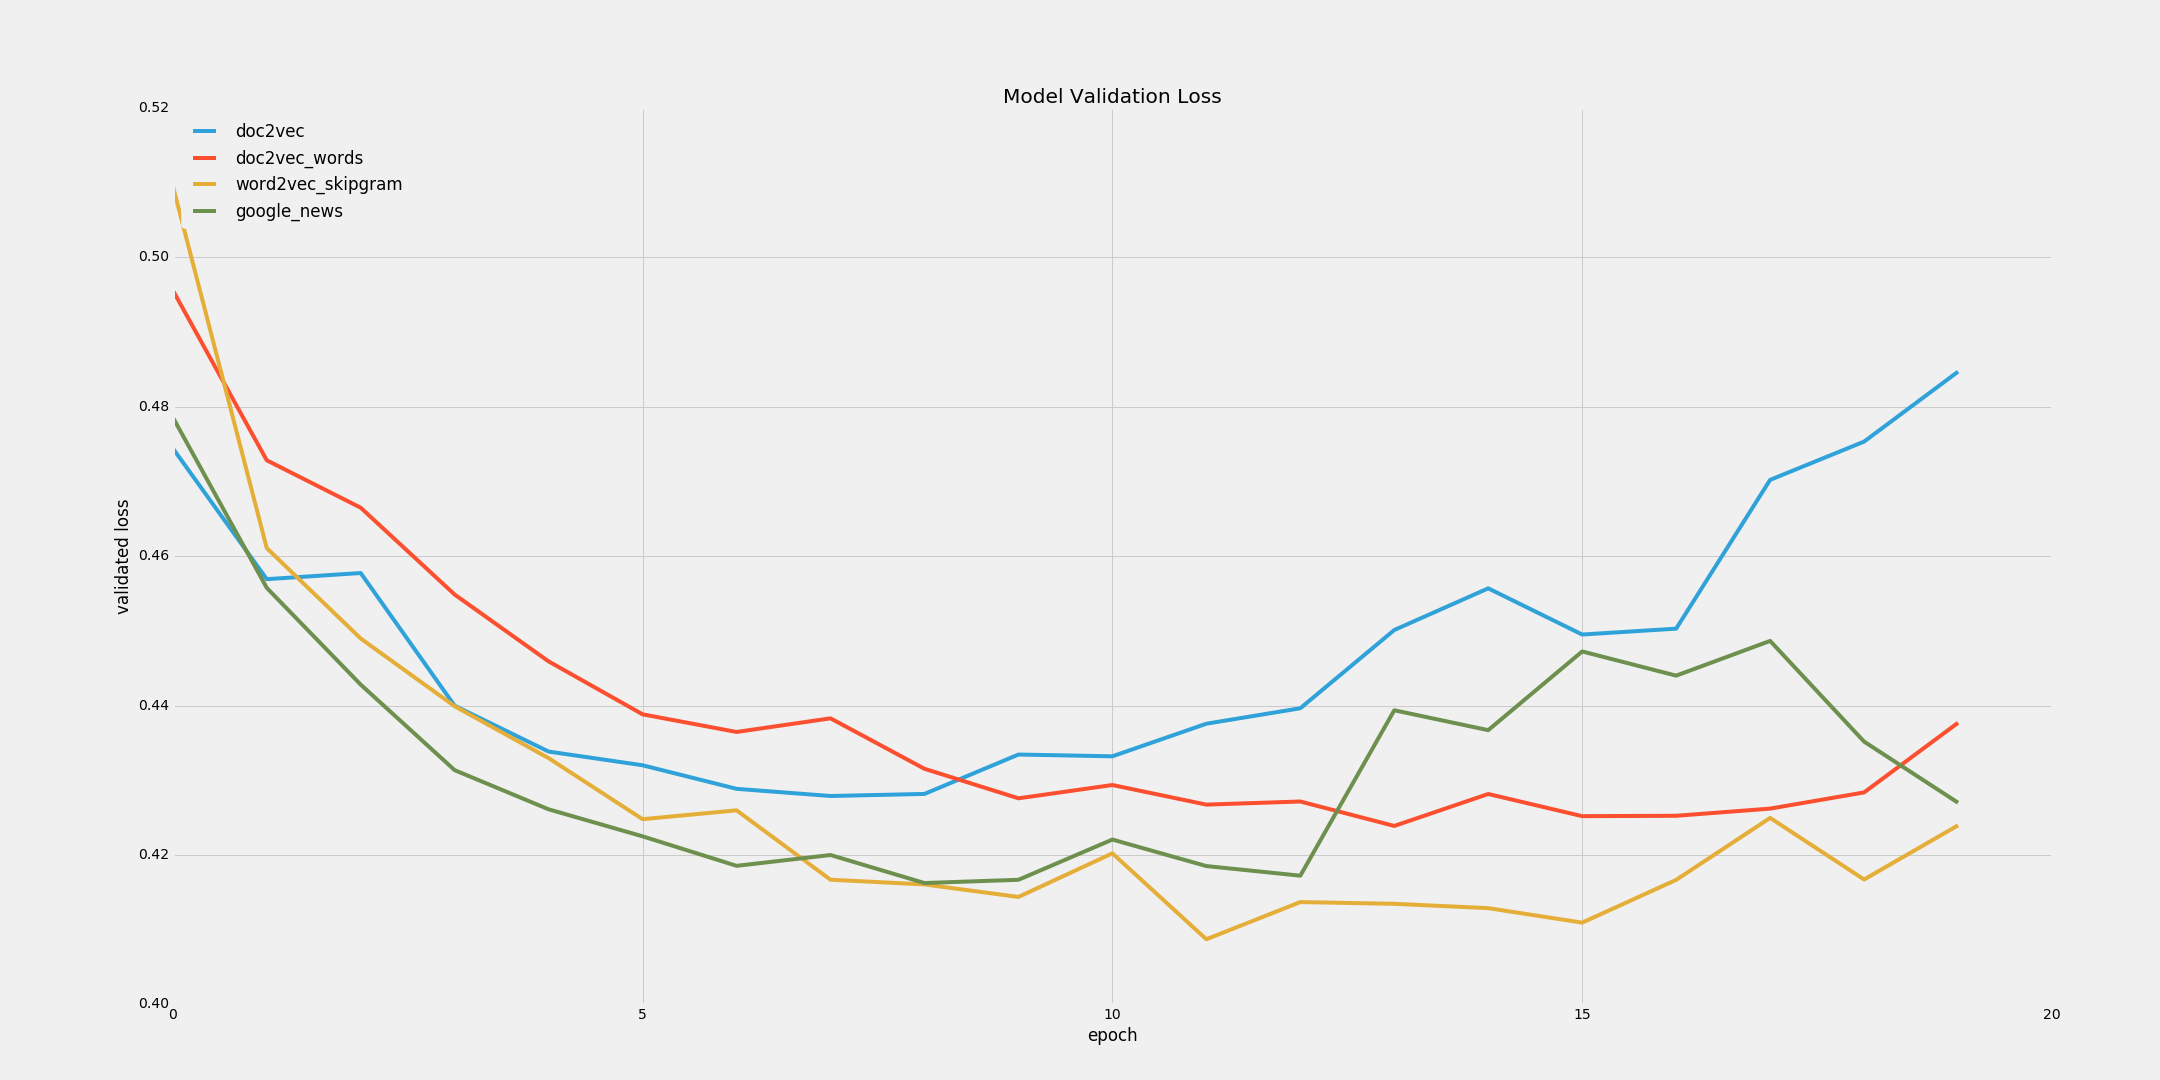 Model Validation Loss
0.52
doc2vec
doc2vec_words
word2vec_skipgram
google_news
0.50
0.48
0.46
0.44
0.42
0.40
validated loss
0
5
10
15
20
epoch